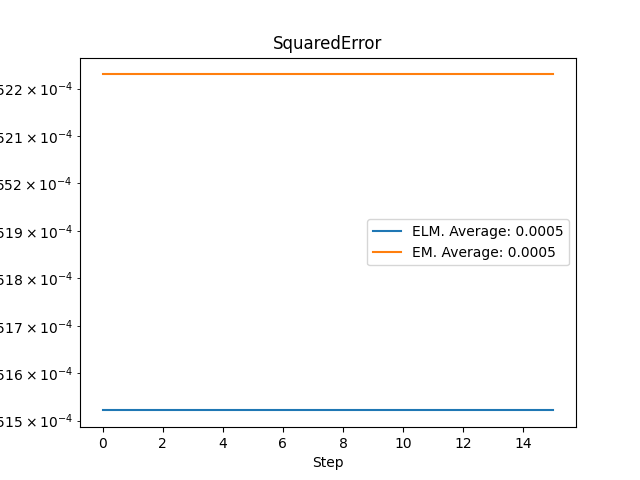 SquaredError
522 × 10⁻⁴
521 × 10⁻⁴
552 × 10⁻⁴
519 × 10⁻⁴
518 × 10⁻⁴
517 × 10⁻⁴
516 × 10⁻⁴
515 × 10⁻⁴
ELM. Average: 0.0005
EM. Average: 0.0005
0 2 4 6 8 10 12 14
Step